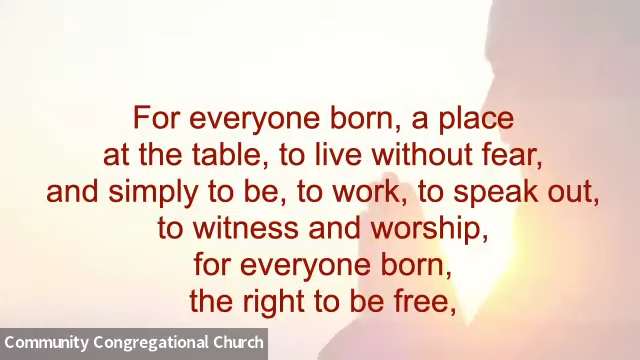 For everyone born, a place
at the table, to live without fear,
and simply to be, to work, to speak out,
to witness and worship,
for everyone born,
the right to be free,
Community Congregational Church